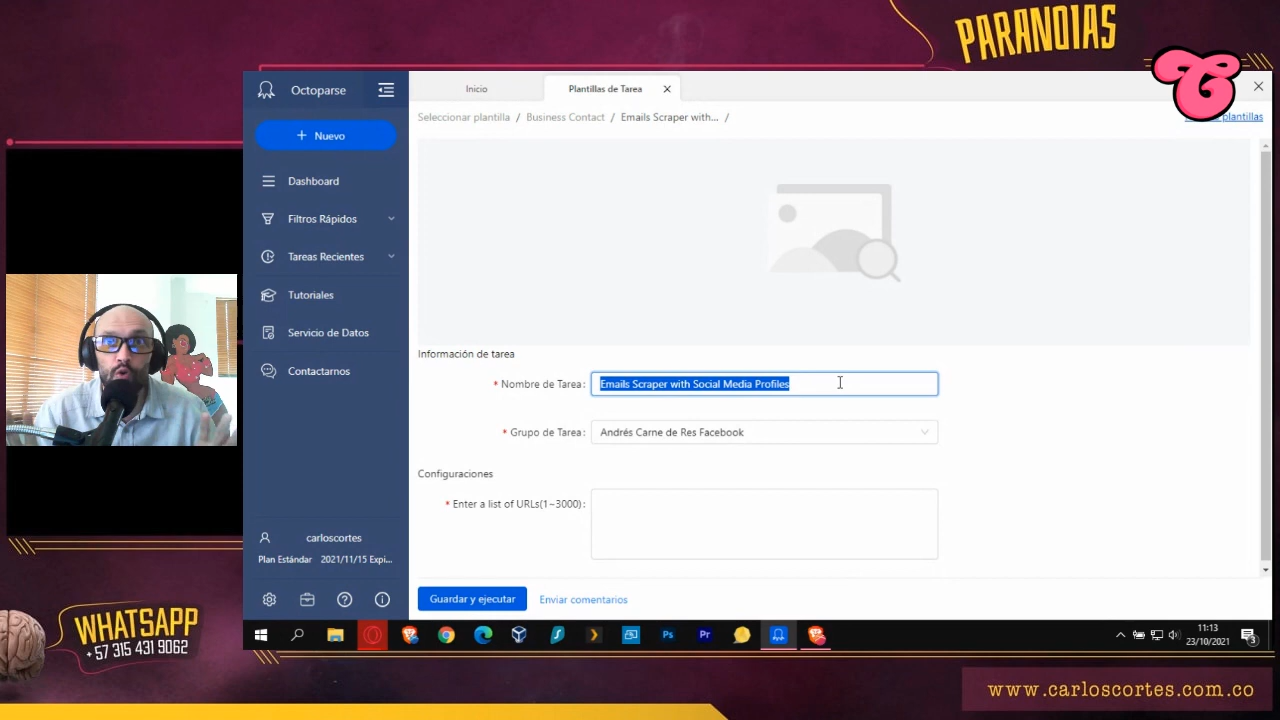 PARANOIAS
Octoparse
Inicio
Plantillas de Tarea
Nuevo
Seleccionar plantilla / Business Contact / Emails Scraper with... /
plantillas
Dashboard
Filtros Rápidos
Tareas Recientes
Tutoriales
Servicio de Datos
Contactarnos
Información de tarea
* Nombre de Tarea: Emails Scraper with Social Media Profiles
* Grupo de Tarea: Andrés Carne de Res Facebook
Configuraciones
* Enter a list of URLs(1~3000):
carloscortes
Plan Estándar 2021/11/15 Expi...
Guardar y ejecutar
Enviar comentarios
Ps
Pr
11:13
23/10/2021
3
WHATSAPP
+ 57 315 431 9062
www.carloscortes.com.co